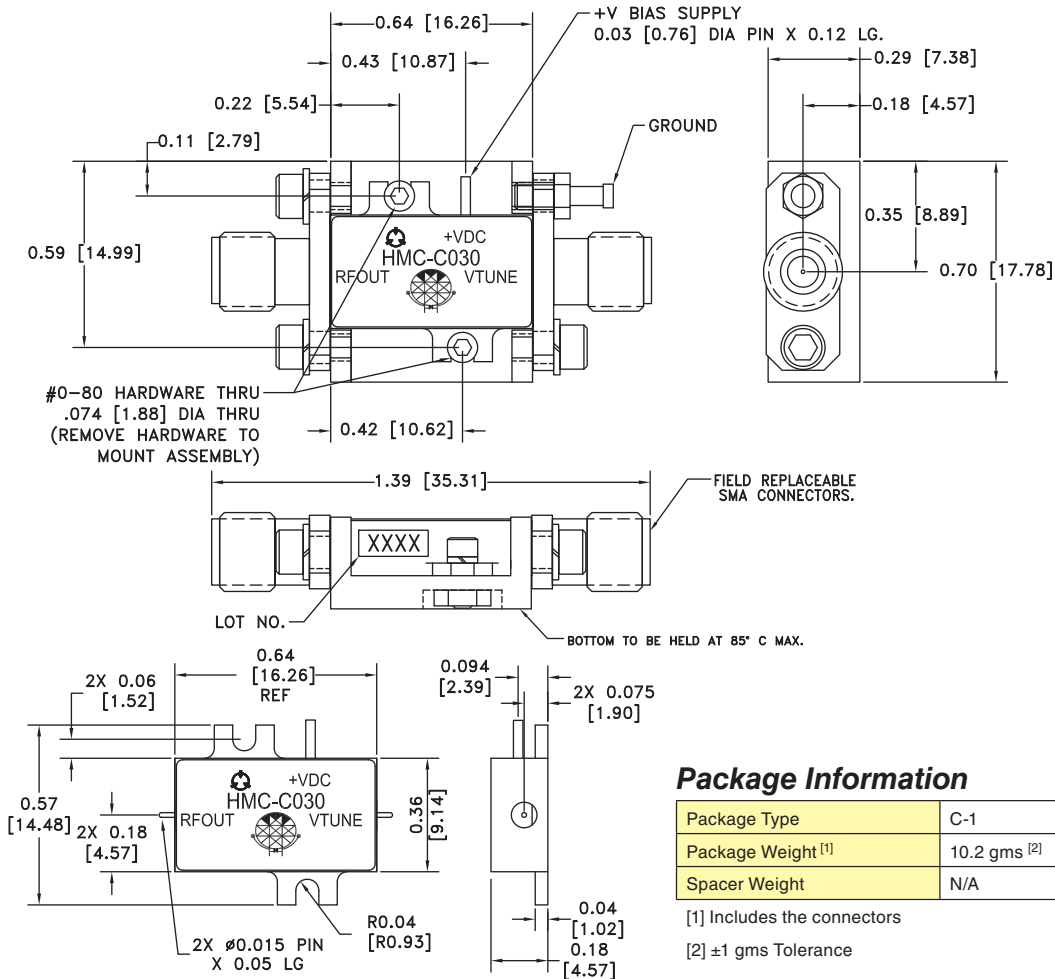 0.64 [16.26]
+V BIAS SUPPLY
0.03 [0.76] DIA PIN X 0.12 LG.
0.43 [10.87]
0.29 [7.38]
0.22 [5.54]
0.18 [4.57]
0.11 [2.79]
GROUND
0.59 [14.99]
+VDC
HMC-C030
RFOUT
VTUNE
0.35 [8.89]
0.70 [17.78]
#0-80 HARDWARE THRU
.074 [1.88] DIA THRU
(REMOVE HARDWARE TO
MOUNT ASSEMBLY)
0.42 [10.62]
1.39 [35.31]
FIELD REPLACEABLE
SMA CONNECTORS.
XXXX
LOT NO.
BOTTOM TO BE HELD AT 85° C MAX.
0.64
[16.26]
REF
2X 0.06
[1.52]
0.094
[2.39]
2X 0.075
[1.90]
+VDC
HMC-C030
RFOUT
VTUNE
0.57
[14.48]
2X 0.18
[4.57]
0.36
[9.14]
2X ø0.015 PIN
X 0.05 LG
R0.04
[R0.93]
0.04
[1.02]
0.18
[4.57]
Package Information
Package Type C-1
Package Weight [1] 10.2 gms [2]
Spacer Weight N/A
[1] Includes the connectors
[2] ±1 gms Tolerance